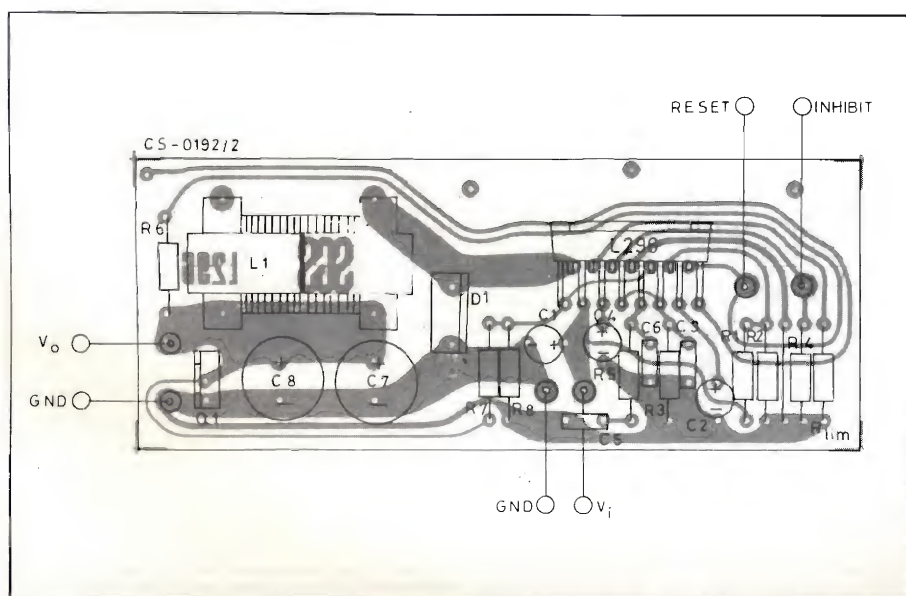 RESET INHIBIT
CS-0192/2
R6
L1
L296
D1
C1 C4
C6 C3
R1 R2 R4
Vo
C8 C7
R5
GND
R7 R8
R3
C2
Rlim
C5
GND Vi